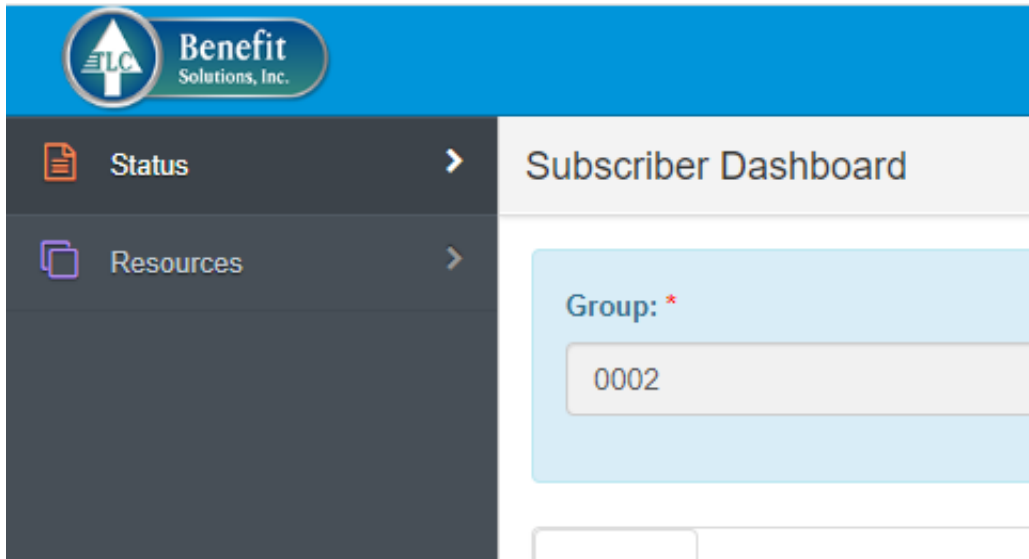 TLC
Benefit
Solutions, Inc.
Status
Subscriber Dashboard
Resources
Group: *
0002